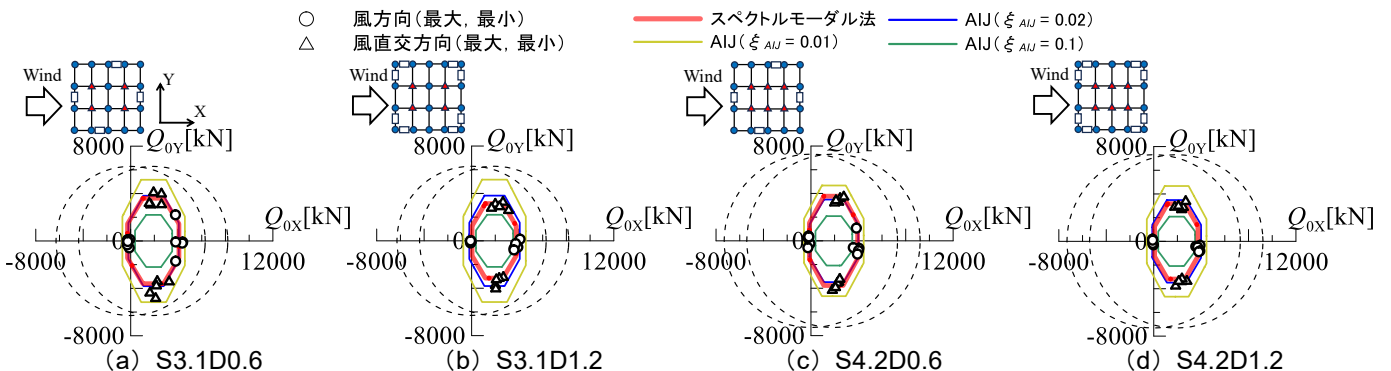 風方向(最大, 最小)
風直交方向(最大, 最小)
スペクトルモーダル法
AIJ(ξ AIJ = 0.01)
AIJ(ξ AIJ = 0.02)
AIJ(ξ AIJ = 0.1)
Wind
Y
X
8000
Q0Y[kN]
Q0X[kN]
-8000
0
12000
-8000
(a) S3.1D0.6
Wind
8000
Q0Y[kN]
Q0X[kN]
-8000
0
12000
-8000
(b) S3.1D1.2
Wind
8000
Q0Y[kN]
Q0X[kN]
-8000
0
12000
-8000
(c) S4.2D0.6
Wind
8000
Q0Y[kN]
Q0X[kN]
-8000
0
12000
-8000
(d) S4.2D1.2